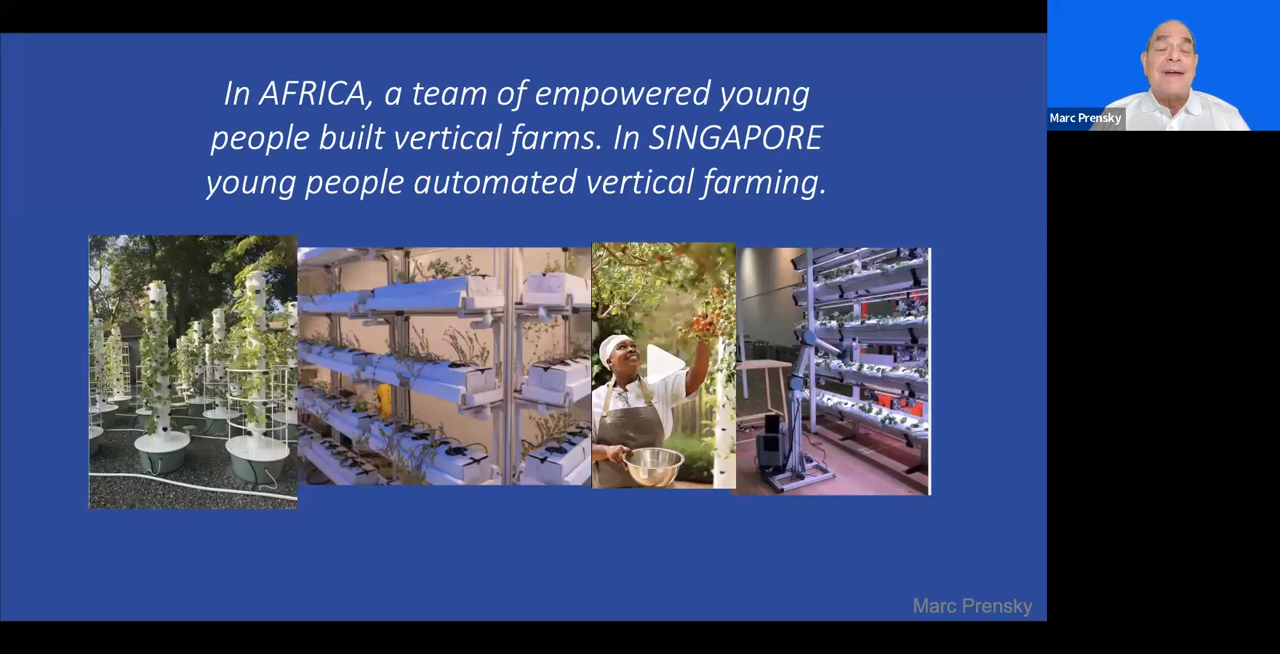 In AFRICA, a team of empowered young
people built vertical farms. In SINGAPORE
young people automated vertical farming.
Marc Prensky
Marc Prensky